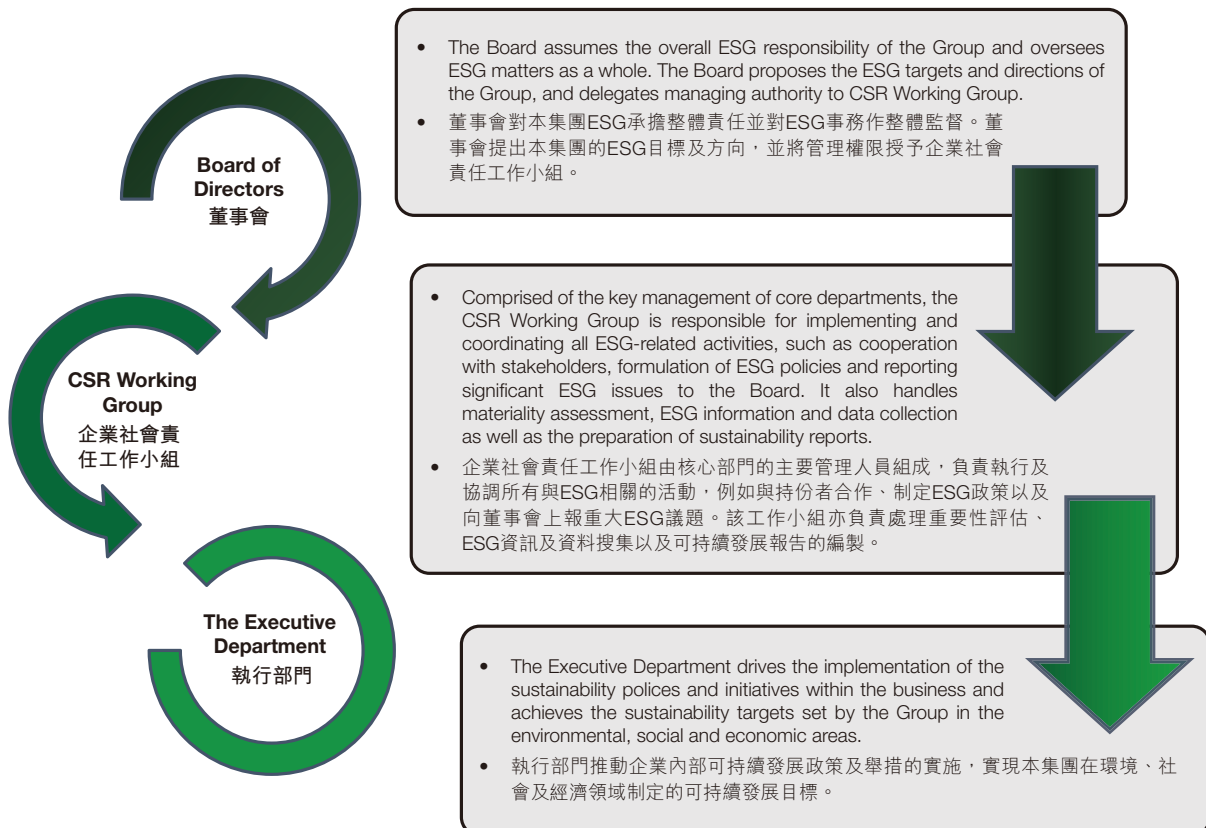 Board of
Directors
董事會
• The Board assumes the overall ESG responsibility of the Group and oversees
ESG matters as a whole. The Board proposes the ESG targets and directions of
the Group, and delegates managing authority to CSR Working Group.
• 董事會對本集團ESG承擔整體責任並對ESG事務作整體監督。董
事會提出本集團的ESG目標及方向，並將管理權限授予企業社會
責任工作小組。
CSR Working
Group
企業社會責
任工作小組
• Comprised of the key management of core departments, the
CSR Working Group is responsible for implementing and
coordinating all ESG-related activities, such as cooperation
with stakeholders, formulation of ESG policies and reporting
significant ESG issues to the Board. It also handles
materiality assessment, ESG information and data collection
as well as the preparation of sustainability reports.
• 企業社會責任工作小組由核心部門的主要管理人員組成，負責執行及
協調所有與ESG相關的活動，例如與持份者合作、制定ESG政策以及
向董事會上報重大ESG議題。該工作小組亦負責處理重要性評估、
ESG資訊及資料搜集以及可持續發展報告的編製。
The Executive
Department
執行部門
• The Executive Department drives the implementation of the
sustainability polices and initiatives within the business and
achieves the sustainability targets set by the Group in the
environmental, social and economic areas.
• 執行部門推動企業內部可持續發展政策及舉措的實施，實現本集團在環境、社
會及經濟領域制定的可持續發展目標。